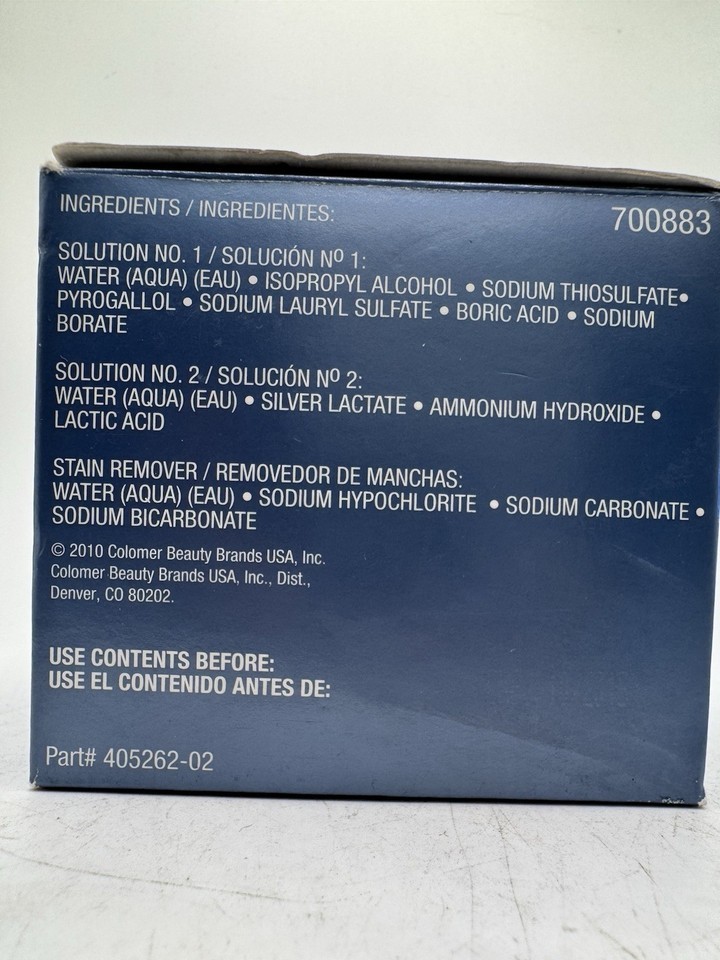 INGREDIENTS / INGREDIENTES:
700883
SOLUTION NO. 1 / SOLUCIÓN Nº 1:
WATER (AQUA) (EAU) • ISOPROPYL ALCOHOL • SODIUM THIOSULFATE•
PYROGALLOL • SODIUM LAURYL SULFATE • BORIC ACID • SODIUM
BORATE
SOLUTION NO. 2 / SOLUCIÓN Nº 2:
WATER (AQUA) (EAU) • SILVER LACTATE • AMMONIUM HYDROXIDE •
LACTIC ACID
STAIN REMOVER / REMOVEDOR DE MANCHAS:
WATER (AQUA) (EAU) • SODIUM HYPOCHLORITE • SODIUM CARBONATE •
SODIUM BICARBONATE
© 2010 Colomer Beauty Brands USA, Inc.
Colomer Beauty Brands USA, Inc., Dist.,
Denver, CO 80202.
USE CONTENTS BEFORE:
USE EL CONTENIDO ANTES DE:
Part# 405262-02